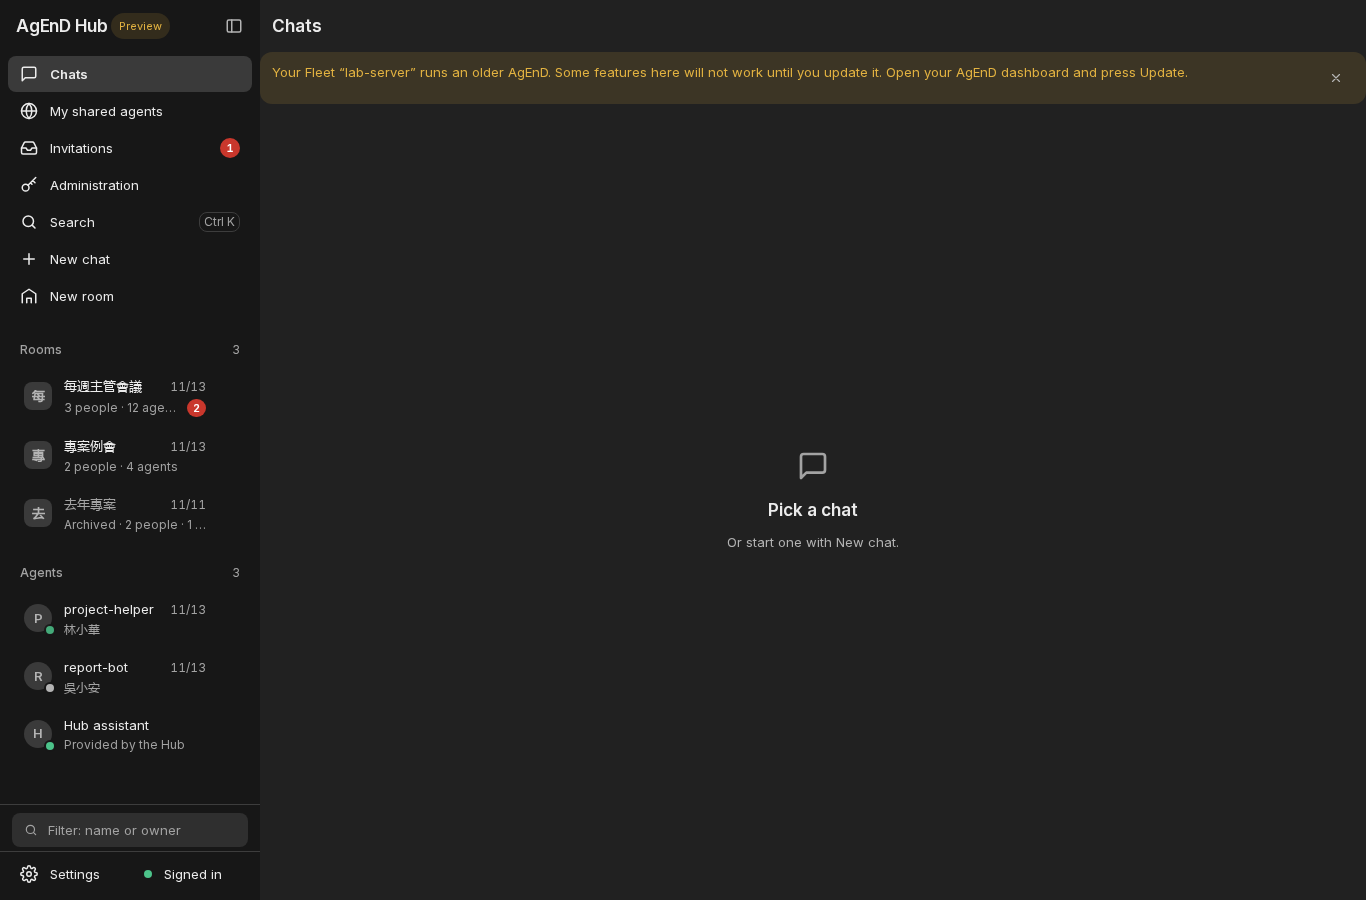 AgEnD Hub Preview
Chats
My shared agents
Invitations 1
Administration
Search Ctrl K
New chat
New room
Rooms 3
每 每週主管會議 11/13
3 people · 12 age… 2
專 專案例會 11/13
2 people · 4 agents
去 去年專案 11/11
Archived · 2 people · 1 …
Agents 3
P project-helper 11/13
林小華
R report-bot 11/13
吳小安
H Hub assistant
Provided by the Hub
Filter: name or owner
Settings Signed in
Chats
Your Fleet “lab-server” runs an older AgEnD. Some features here will not work until you update it. Open your AgEnD dashboard and press Update.
Pick a chat
Or start one with New chat.